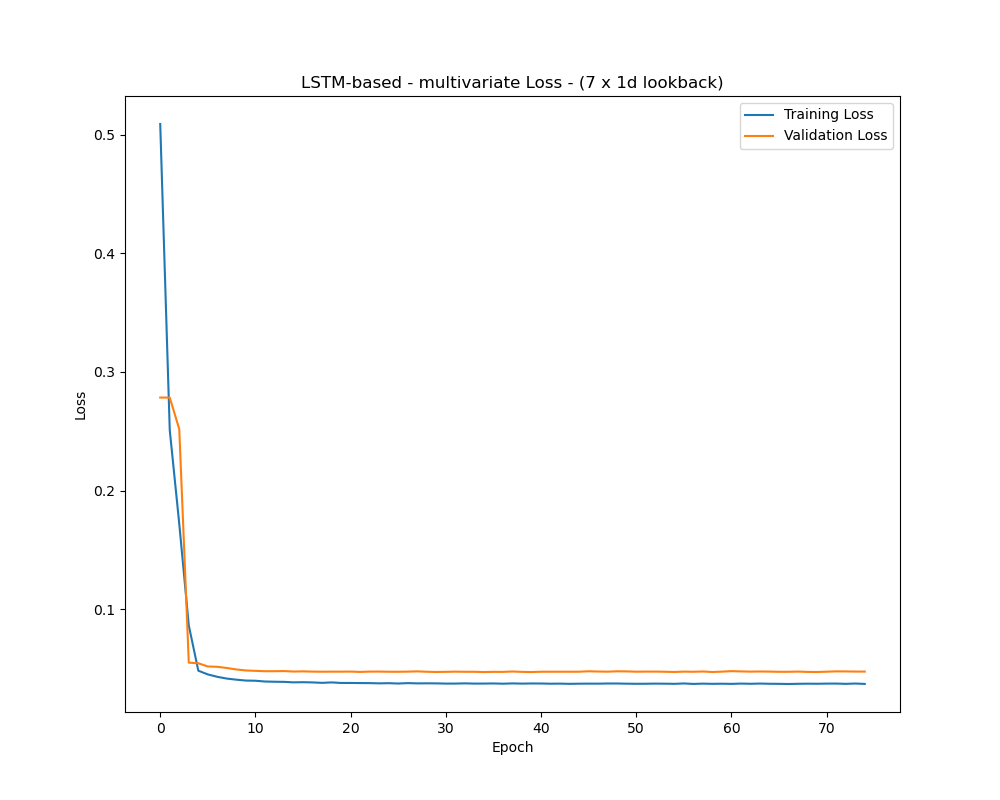 LSTM-based - multivariate Loss - (7 x 1d lookback)
Training Loss
Validation Loss
0.5
0.4
0.3
0.2
0.1
Loss
0 10 20 30 40 50 60 70
Epoch